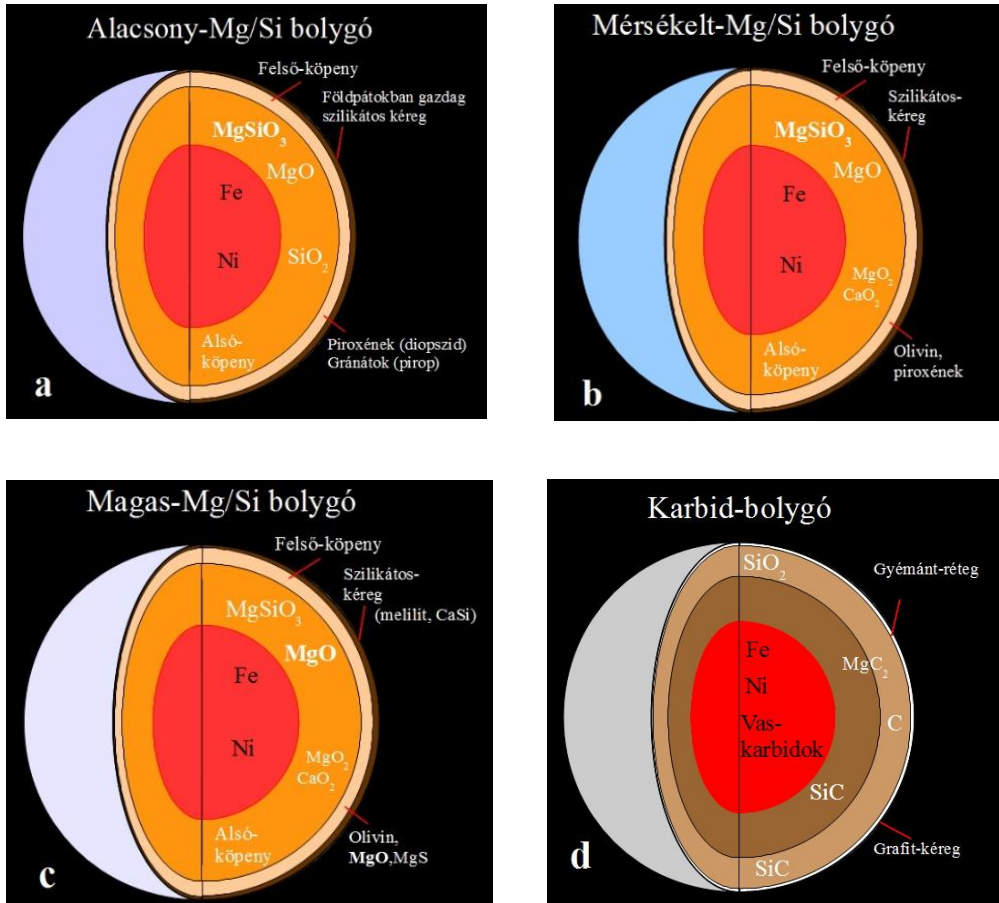 Alacsony-Mg/Si bolygó
Felső-köpeny
Földpátokban gazdag
szilikátos kéreg
MgSiO₃
MgO
Fe
Ni
SiO₂
Alsó-
köpeny
Piroxének (diopszid)
Gránátok (pirop)
a
Mérsékelt-Mg/Si bolygó
Felső-köpeny
Szilikátos-
kéreg
MgSiO₃
MgO
Fe
Ni
MgO₂
CaO₂
Alsó-
köpeny
Olivin,
piroxének
b
Magas-Mg/Si bolygó
Felső-köpeny
Szilikátos-
kéreg
(melilit, CaSi)
MgSiO₃
MgO
Fe
Ni
MgO₂
CaO₂
Alsó-
köpeny
Olivin,
MgO,MgS
c
Karbid-bolygó
SiO₂
Gyémánt-réteg
Fe
MgC₂
Ni
C
Vas-
karbidok
SiC
Grafit-kéreg
SiC
d